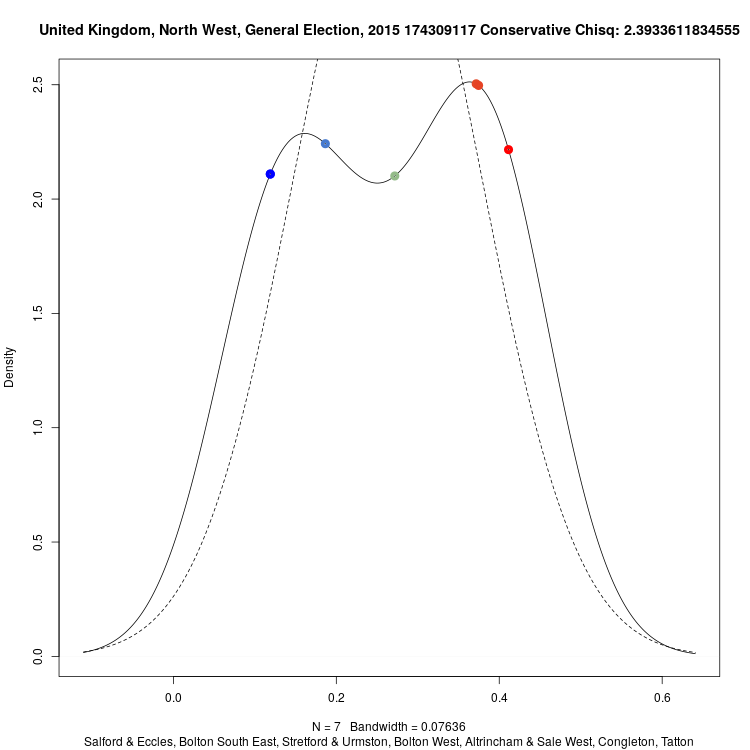 United Kingdom, North West, General Election, 2015 174309117 Conservative Chisq: 2.3933611834555
Density
2.5
2.0
1.5
1.0
0.5
0.0
0.0 0.2 0.4 0.6
N = 7 Bandwidth = 0.07636
Salford & Eccles, Bolton South East, Stretford & Urmston, Bolton West, Altrincham & Sale West, Congleton, Tatton